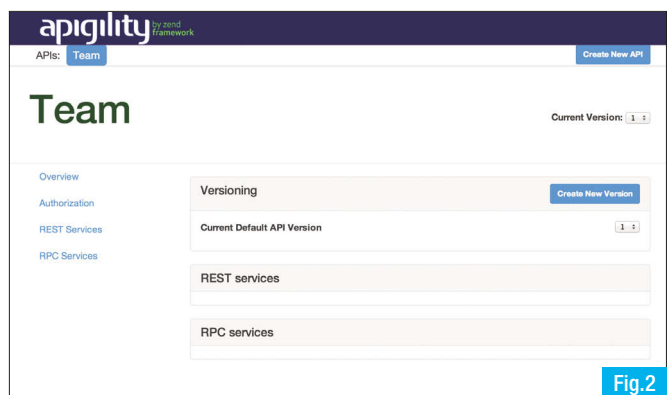 apigility by zend framework
APIs: Team Create New API
Team
Current Version: 1
Overview
Authorization
REST Services
RPC Services
Versioning Create New Version
Current Default API Version 1
REST services
RPC services
Fig.2